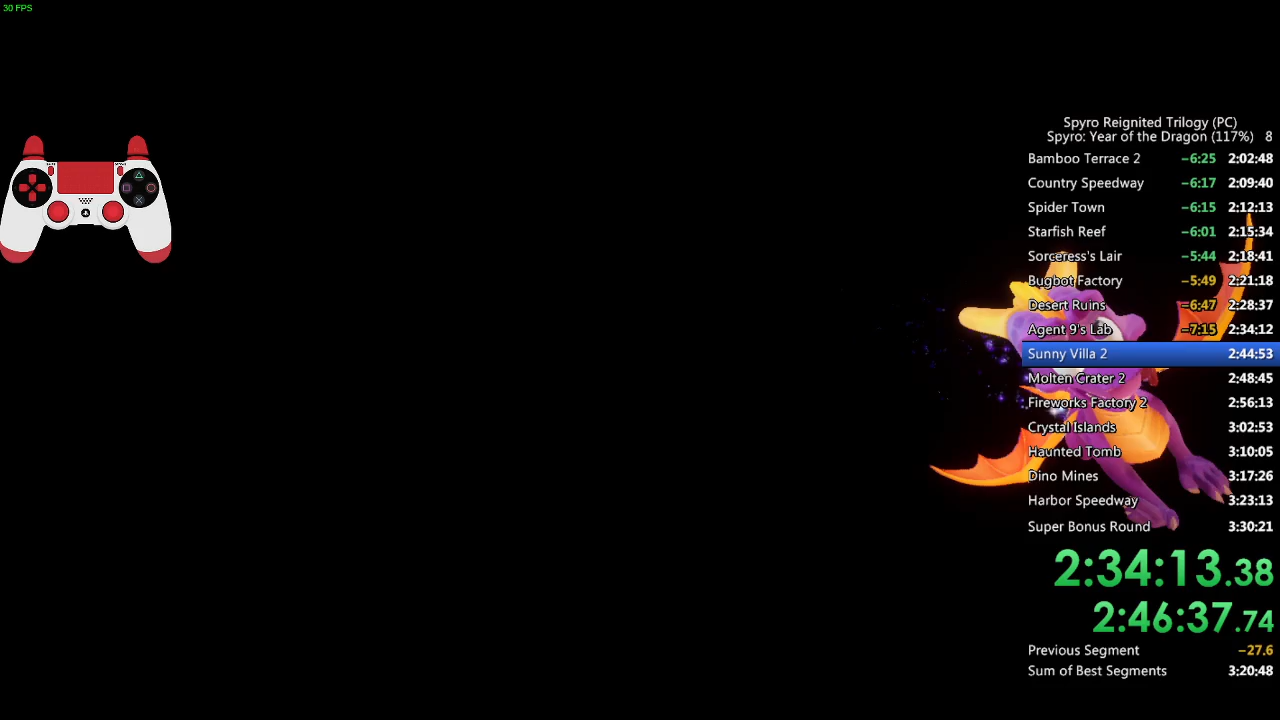 30 FPS
Spyro Reignited Trilogy (PC)
Spyro: Year of the Dragon (117%) 8
Bamboo Terrace 2 −6:25 2:02:48
Country Speedway −6:17 2:09:40
Spider Town −6:15 2:12:13
Starfish Reef −6:01 2:15:34
Sorceress's Lair −5:44 2:18:41
Bugbot Factory −5:49 2:21:18
Desert Ruins −6:47 2:28:37
Agent 9's Lab −7:15 2:34:12
Sunny Villa 2 2:44:53
Molten Crater 2 2:48:45
Fireworks Factory 2 2:56:13
Crystal Islands 3:02:53
Haunted Tomb 3:10:05
Dino Mines 3:17:26
Harbor Speedway 3:23:13
Super Bonus Round 3:30:21
2:34:13.38
2:46:37.74
Previous Segment −27.6
Sum of Best Segments 3:20:48